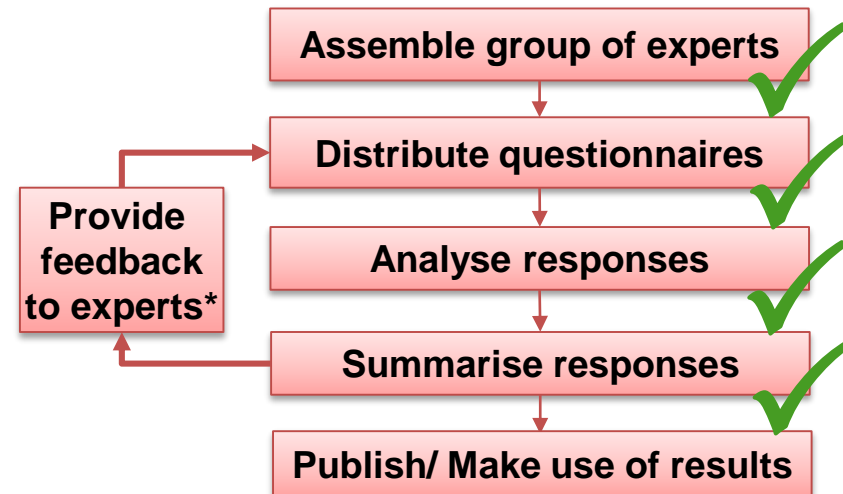 Assemble group of experts
Distribute questionnaires
Provide
feedback
to experts*
Analyse responses
Summarise responses
Publish/ Make use of results